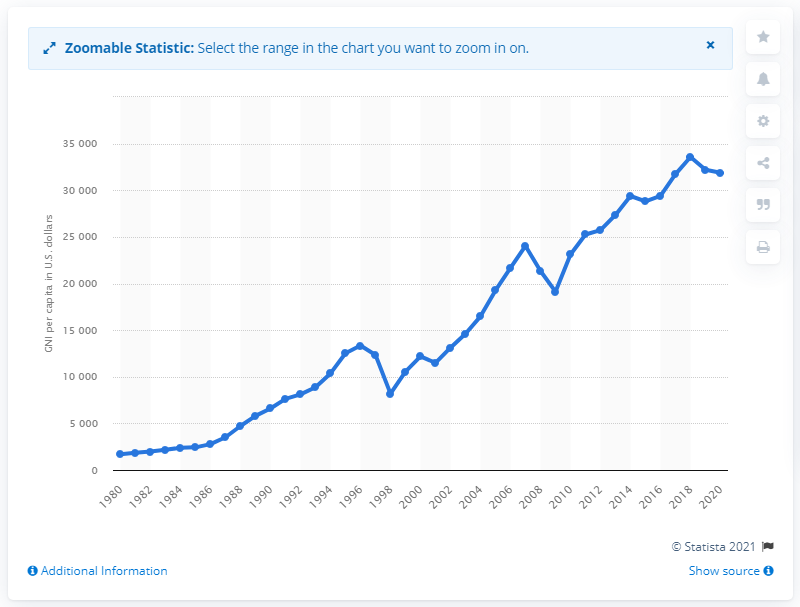 Zoomable Statistic: Select the range in the chart you want to zoom in on.
GNI per capita in U.S. dollars
35 000
30 000
25 000
20 000
15 000
10 000
5 000
0
1980 1982 1984 1986 1988 1990 1992 1994 1996 1998 2000 2002 2004 2006 2008 2010 2012 2014 2016 2018 2020
© Statista 2021
Additional Information
Show source